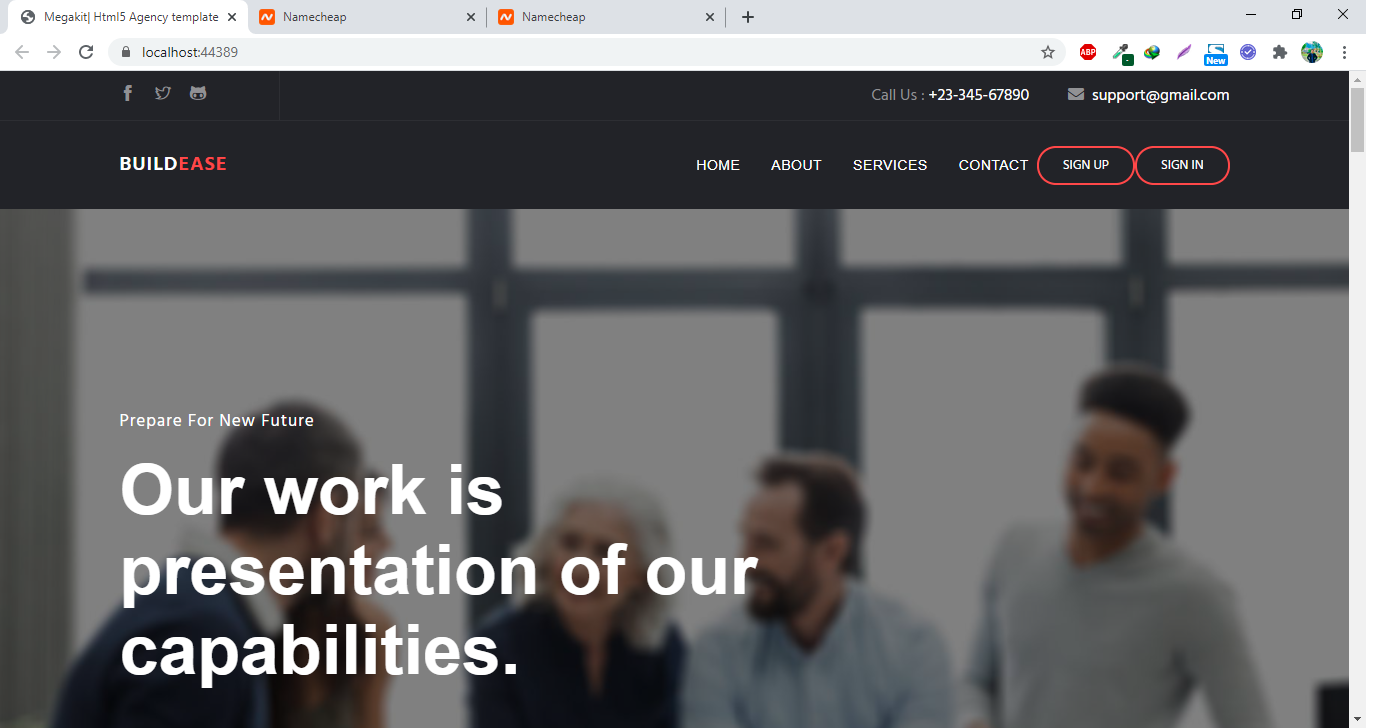 Megakit| Html5 Agency template
Namecheap
Namecheap
localhost:44389
ABP
New
Call Us : +23-345-67890
support@gmail.com
BUILDEASE
HOME ABOUT SERVICES CONTACT SIGN UP SIGN IN
Prepare For New Future
Our work is
presentation of our
capabilities.